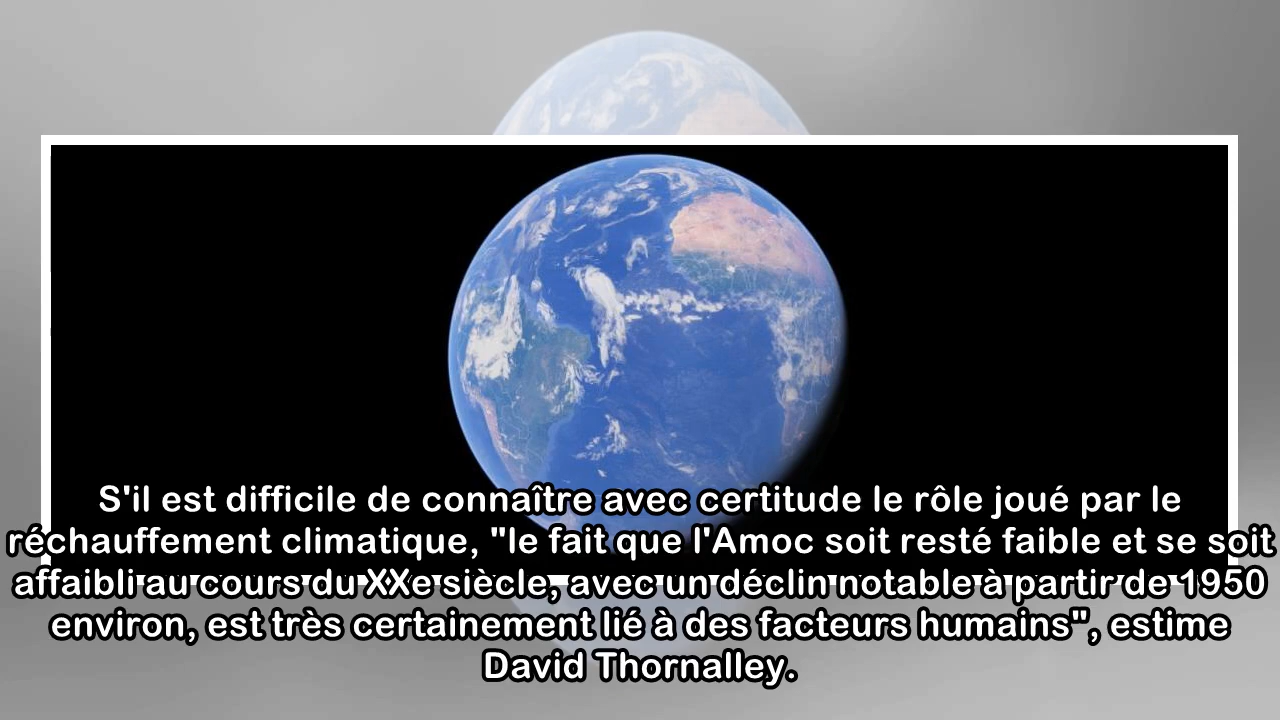 S'il est difficile de connaître avec certitude le rôle joué par le
réchauffement climatique, "le fait que l'Amoc soit resté faible et se soit
affaibli au cours du XXe siècle, avec un déclin notable à partir de 1950
environ, est très certainement lié à des facteurs humains", estime
David Thornalley.